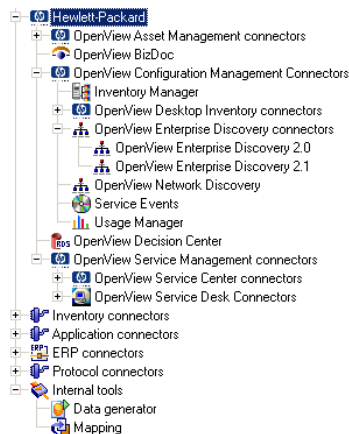 Hewlett-Packard
OpenView Asset Management connectors
OpenView BizDoc
OpenView Configuration Management Connectors
Inventory Manager
OpenView Desktop Inventory connectors
OpenView Enterprise Discovery connectors
OpenView Enterprise Discovery 2.0
OpenView Enterprise Discovery 2.1
OpenView Network Discovery
Service Events
Usage Manager
RDS OpenView Decision Center
OpenView Service Management connectors
OpenView Service Center connectors
OpenView Service Desk Connectors
Inventory connectors
Application connectors
ERP ERP connectors
Protocol connectors
Internal tools
Data generator
Mapping